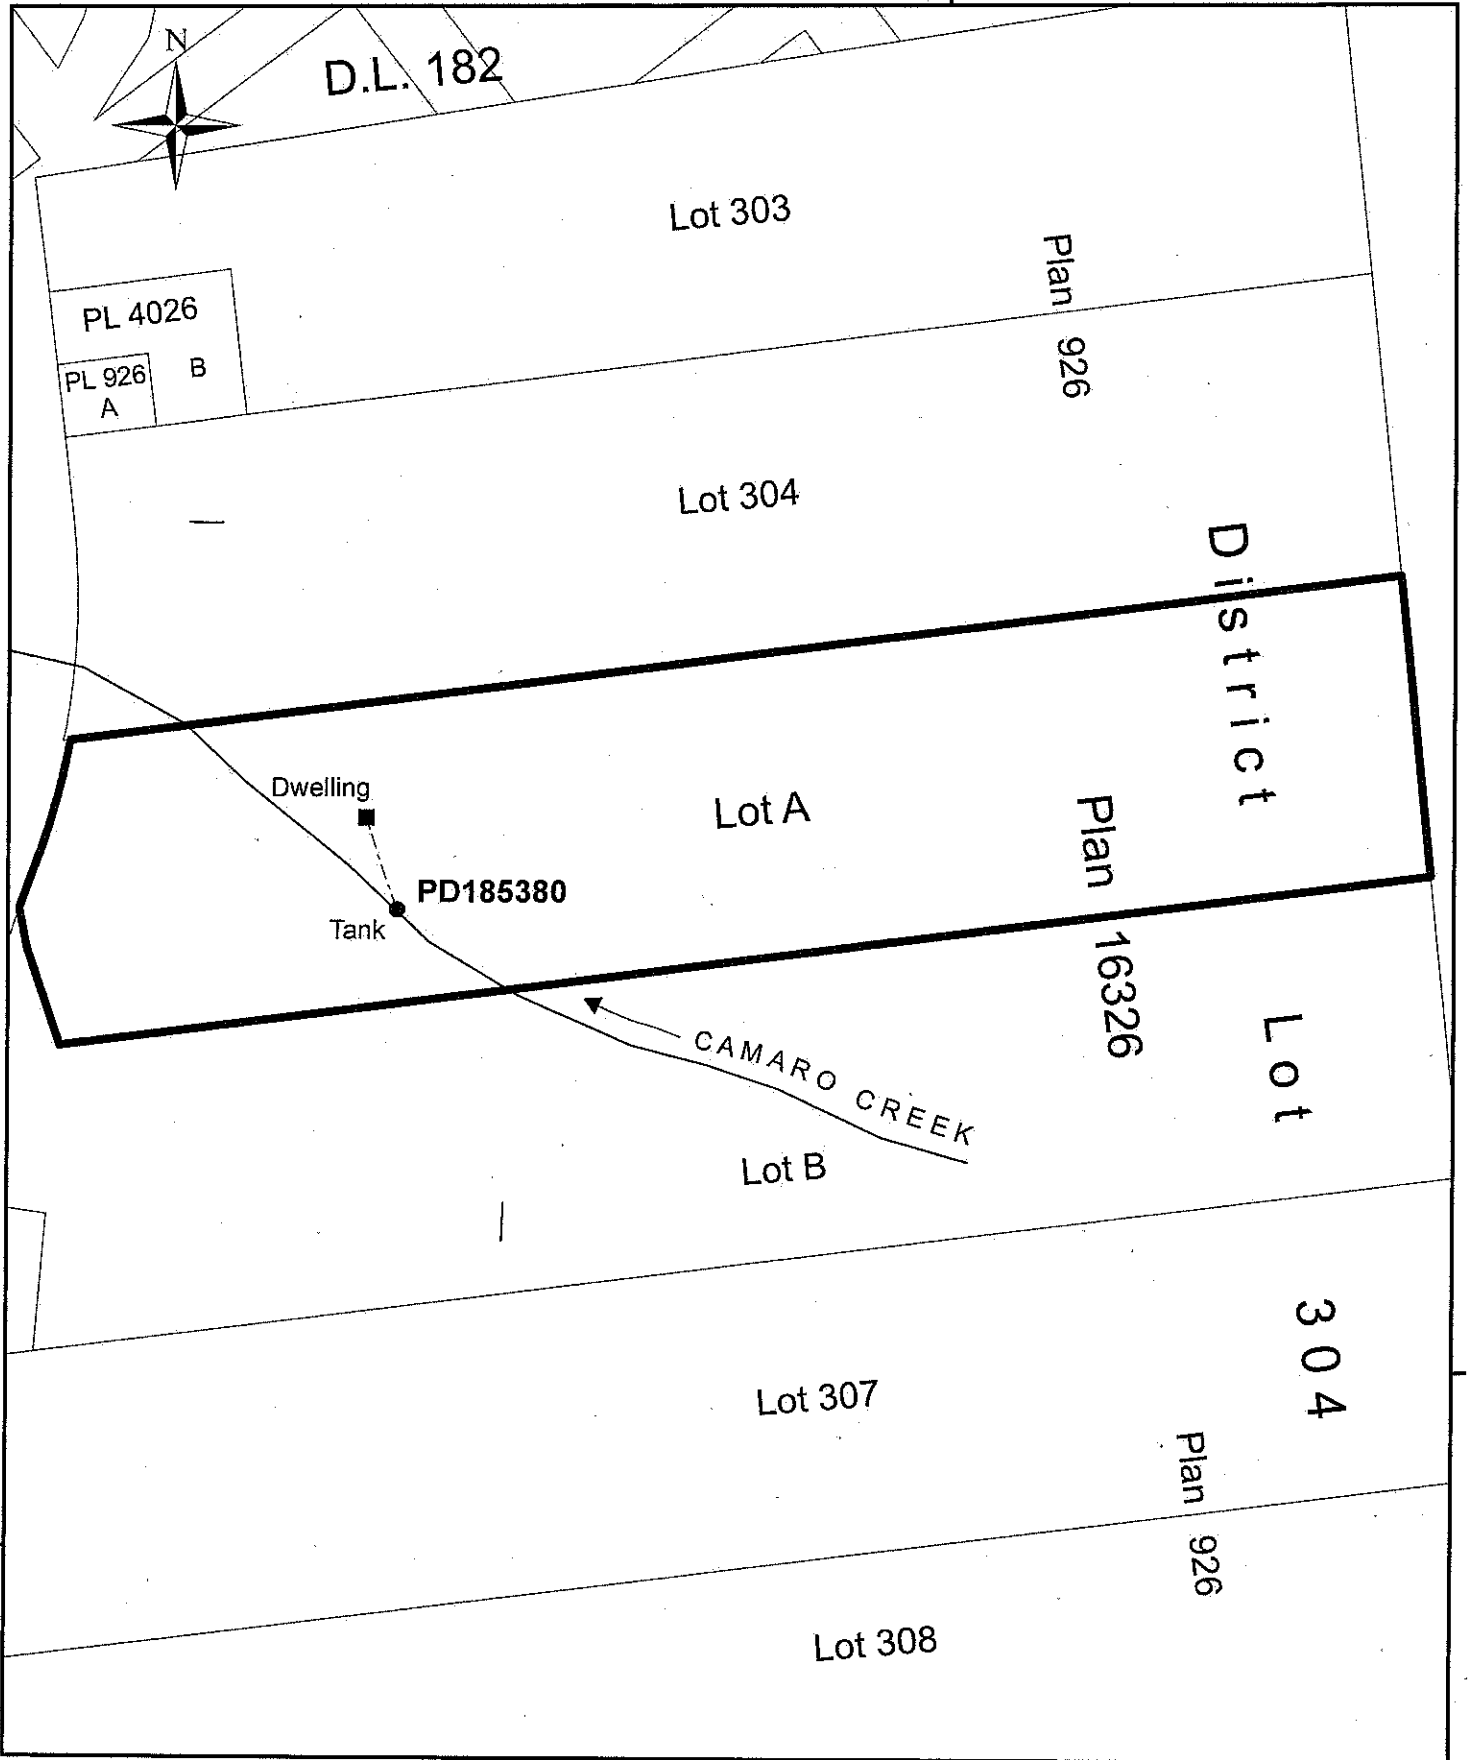 N
D.L. 182
Lot 303
Plan 926
PL 4026
B
PL 926
A
Lot 304
District Lot 304
Dwelling
Lot A
Plan 16326
PD185380
Tank
CAMARO CREEK
Lot B
Lot 307
Plan 926
Lot 308